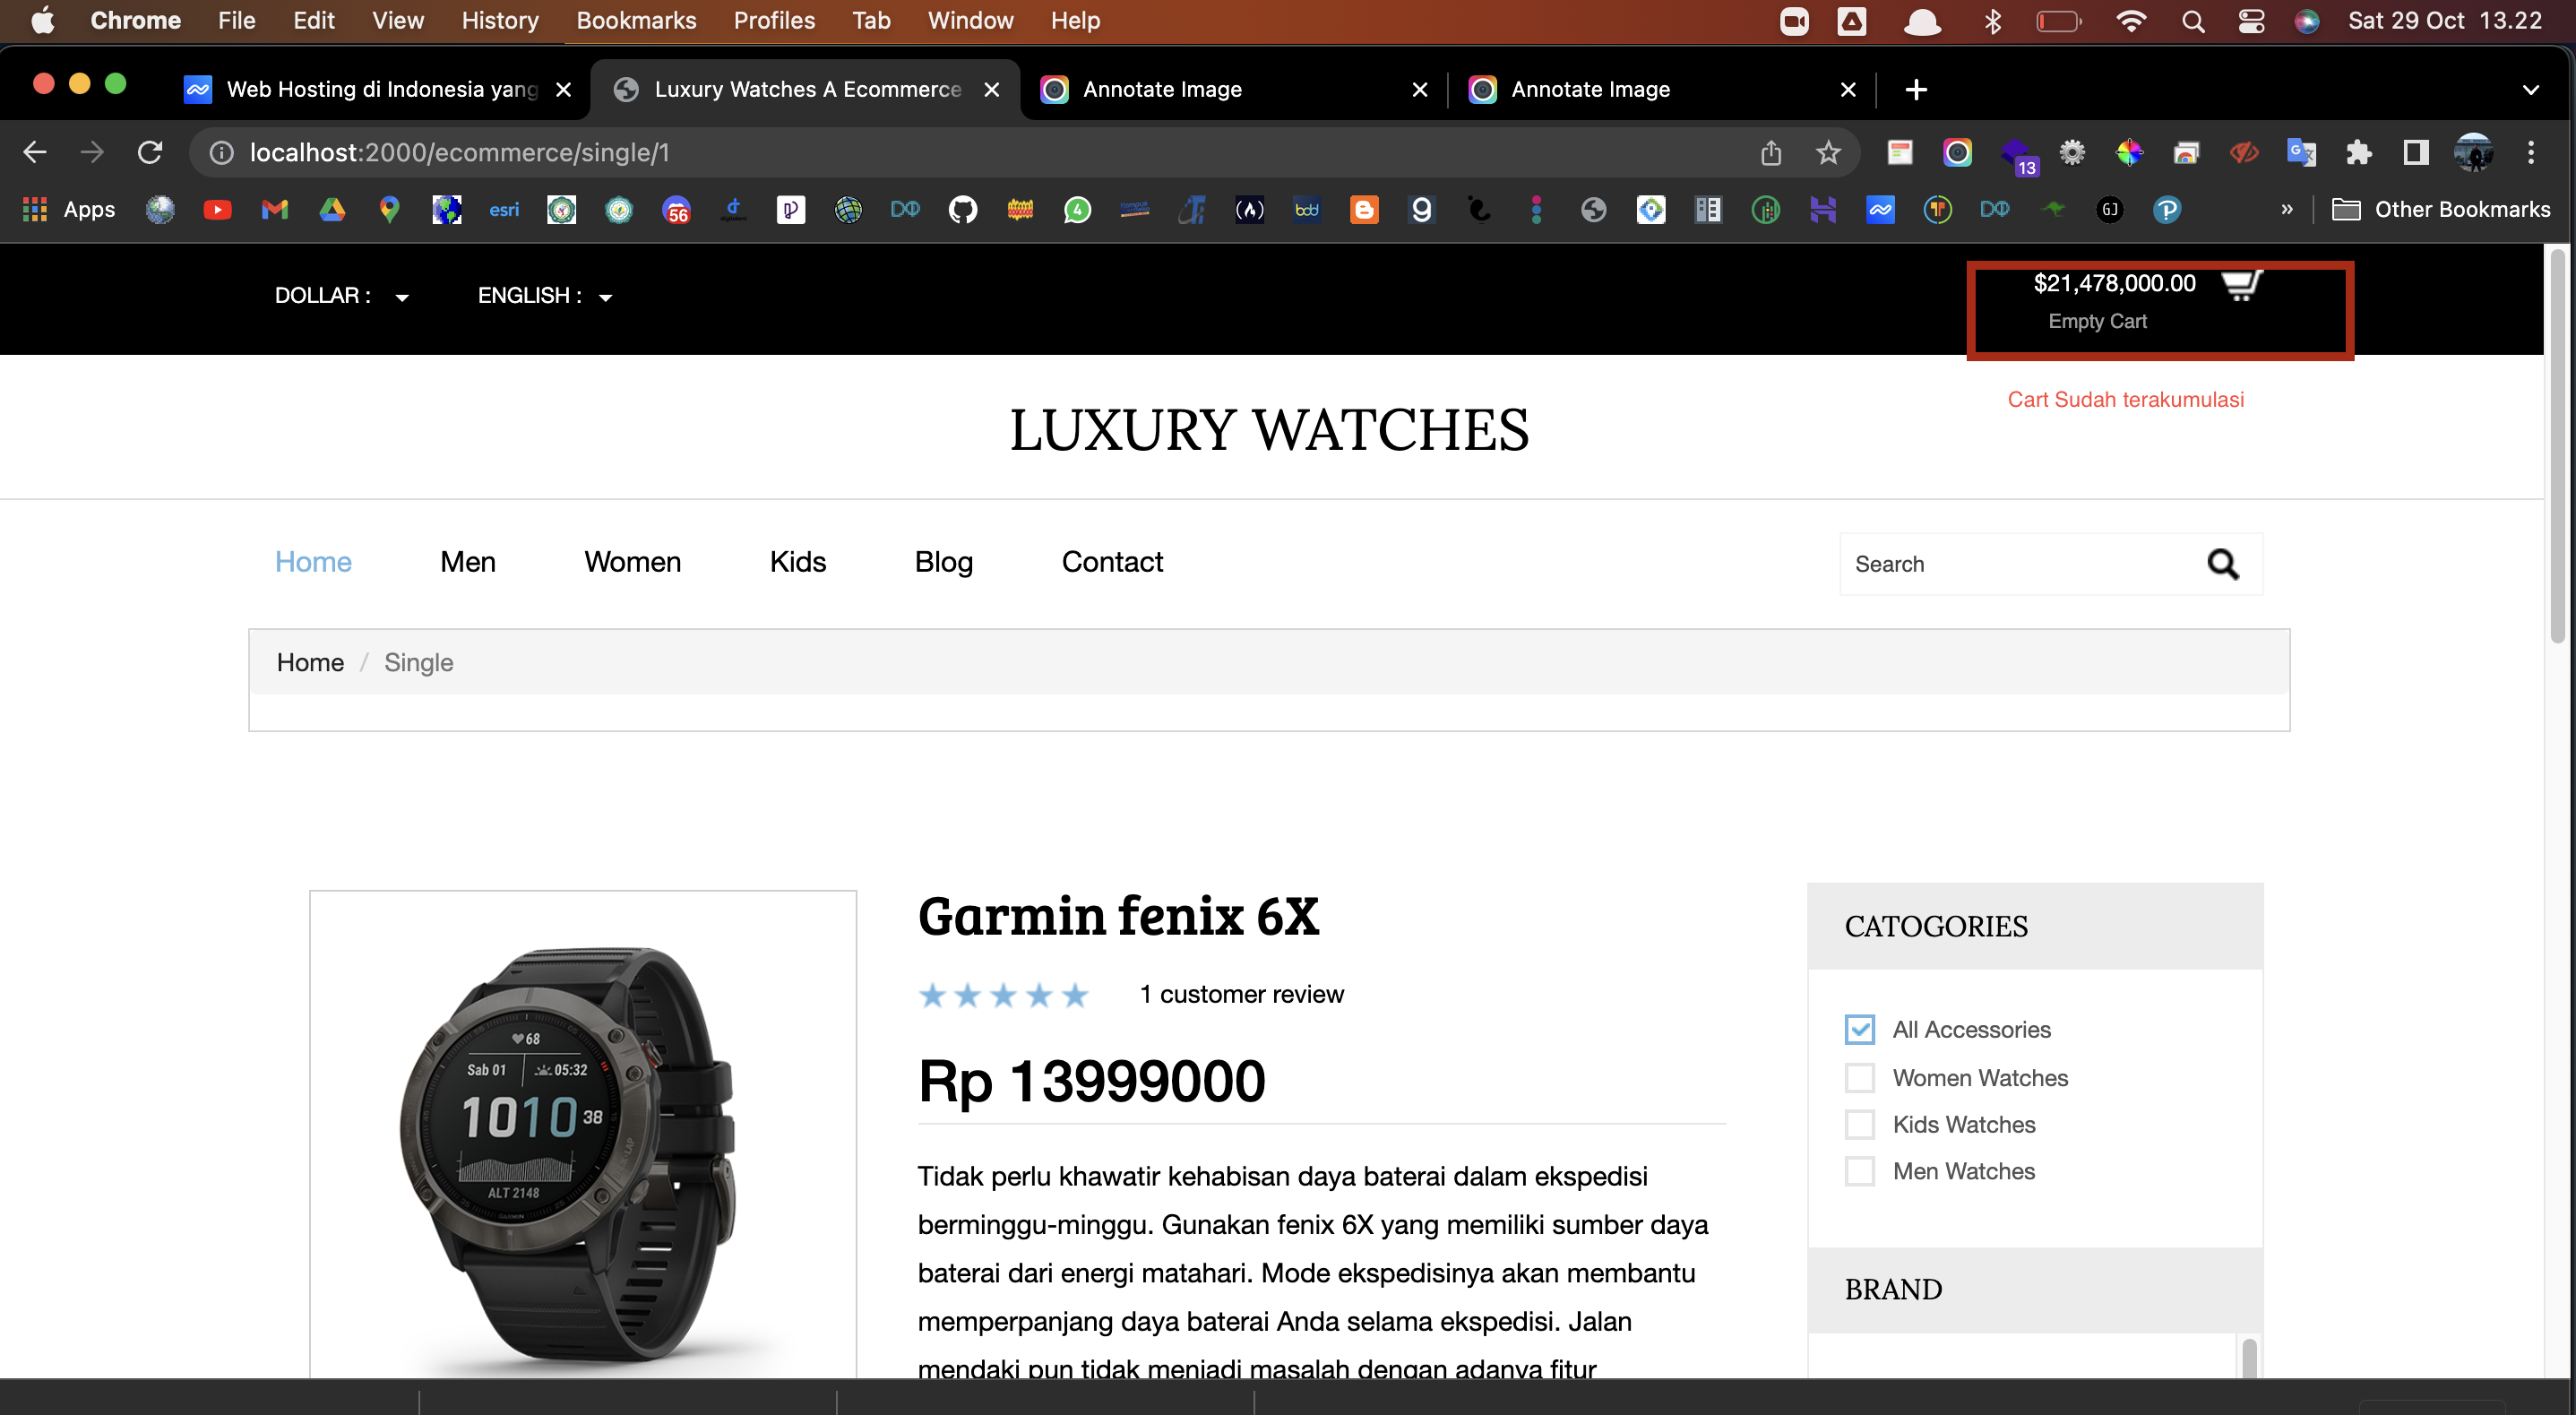 Chrome File Edit View History Bookmarks Profiles Tab Window Help Sat 29 Oct 13.22
Web Hosting di Indonesia yang Luxury Watches A Ecommerce Annotate Image Annotate Image
localhost:2000/ecommerce/single/1 13
Apps esri 56 4 Other Bookmarks
DOLLAR : ENGLISH : $21,478,000.00
Empty Cart
Cart Sudah terakumulasi
LUXURY WATCHES
Home Men Women Kids Blog Contact Search
Home / Single
Garmin fenix 6X
1 customer review
Rp 13999000
Tidak perlu khawatir kehabisan daya baterai dalam ekspedisi
berminggu-minggu. Gunakan fenix 6X yang memiliki sumber daya
baterai dari energi matahari. Mode ekspedisinya akan membantu
memperpanjang daya baterai Anda selama ekspedisi. Jalan
mendaki pun tidak menjadi masalah dengan adanya fitur
68
Sab 01 05:32
1010 38
ALT 2148
GARMIN
CATOGORIES
All Accessories
Women Watches
Kids Watches
Men Watches
BRAND